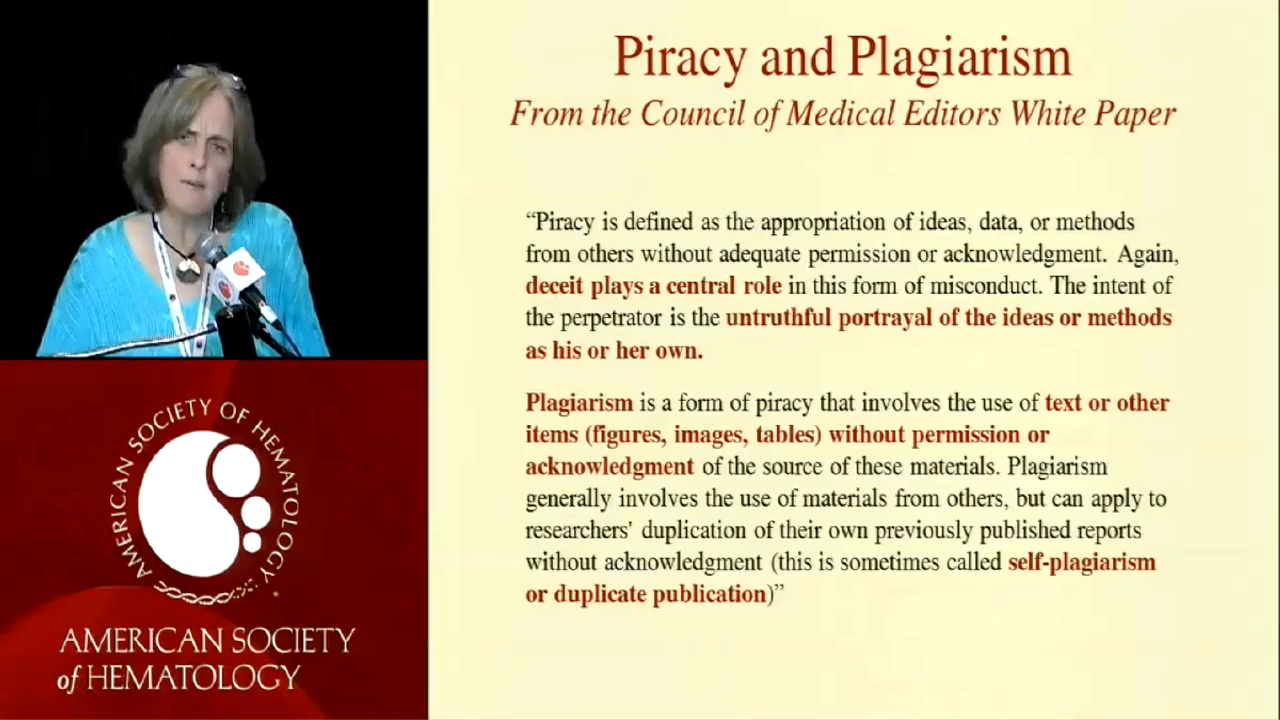 Piracy and Plagiarism
From the Council of Medical Editors White Paper
“Piracy is defined as the appropriation of ideas, data, or methods
from others without adequate permission or acknowledgment. Again,
deceit plays a central role in this form of misconduct. The intent of
the perpetrator is the untruthful portrayal of the ideas or methods
as his or her own.
Plagiarism is a form of piracy that involves the use of text or other
items (figures, images, tables) without permission or
acknowledgment of the source of these materials. Plagiarism
generally involves the use of materials from others, but can apply to
researchers' duplication of their own previously published reports
without acknowledgment (this is sometimes called self-plagiarism
or duplicate publication)”
AMERICAN SOCIETY OF HEMATOLOGY
AMERICAN SOCIETY
of HEMATOLOGY